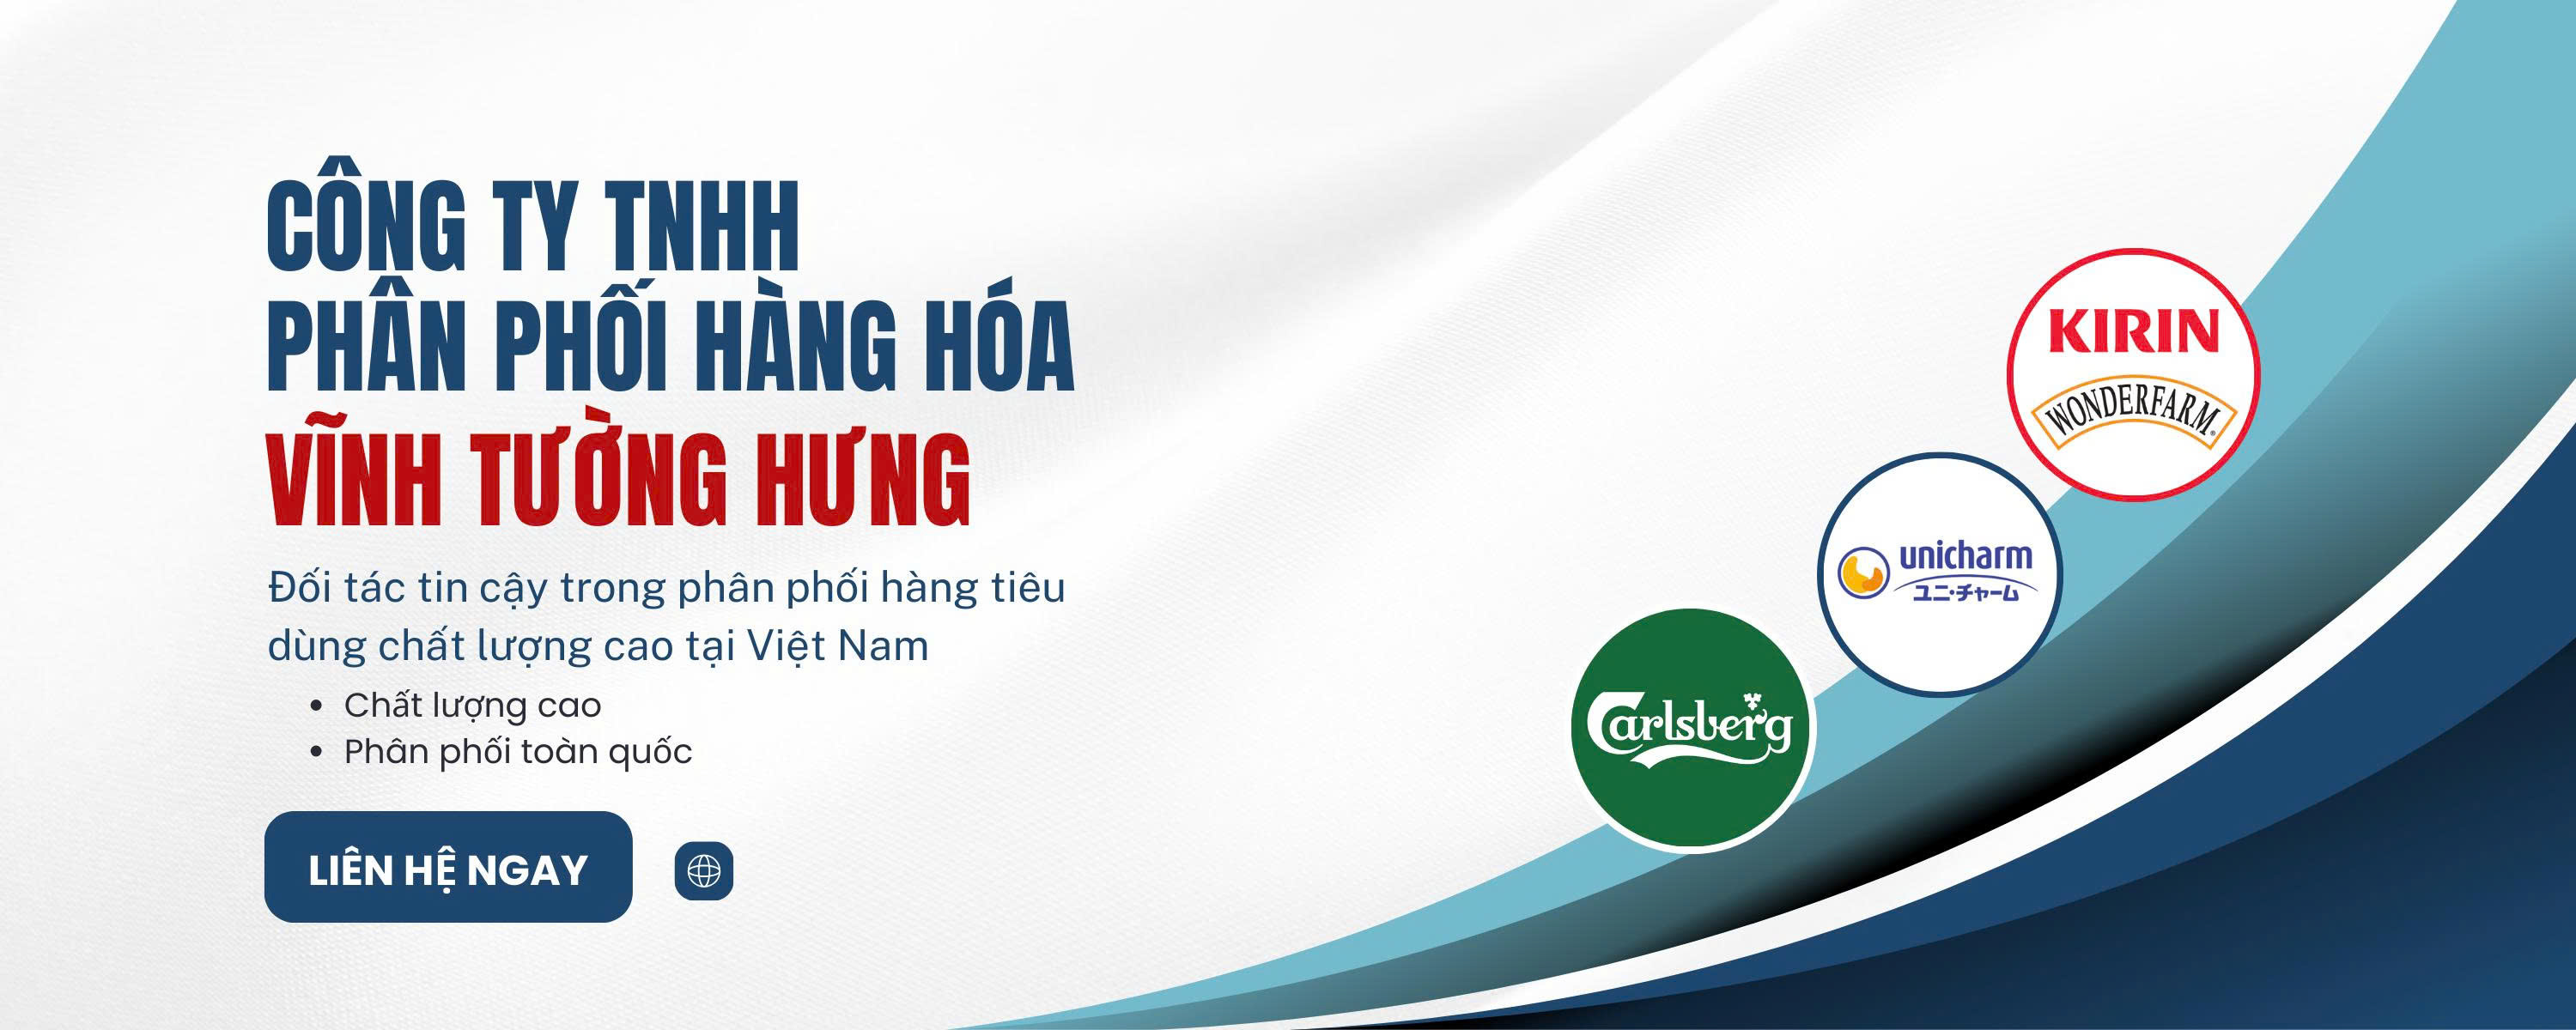 CÔNG TY TNHH
PHÂN PHỐI HÀNG HÓA
VĨNH TƯỜNG HƯNG
Đối tác tin cậy trong phân phối hàng tiêu
dùng chất lượng cao tại Việt Nam
• Chất lượng cao
• Phân phối toàn quốc
LIÊN HỆ NGAY
KIRIN
WONDERFARM®
unicharm
ユニ・チャーム
Carlsberg